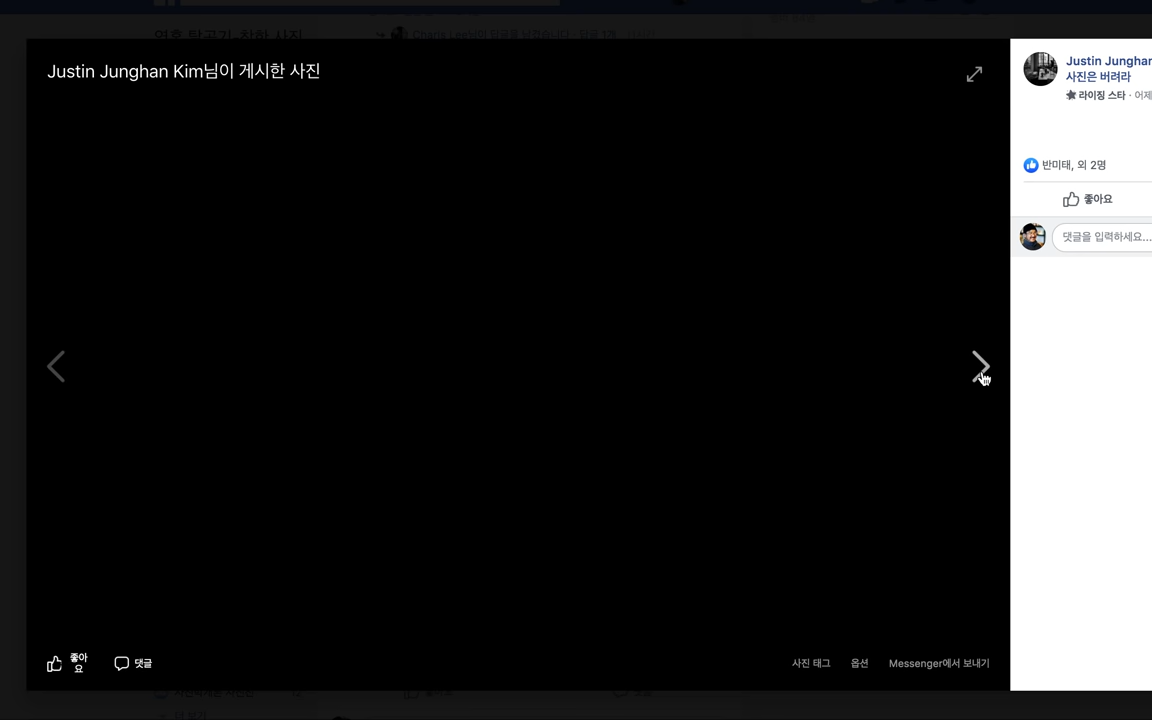 Justin Junghan Kim님이 게시한 사진
Justin Junghan
사진은 버려라
라이징 스타 · 어제
반미태, 외 2명
좋아요
댓글을 입력하세요...
좋아
요
댓글
사진 태그
옵션
Messenger에서 보내기